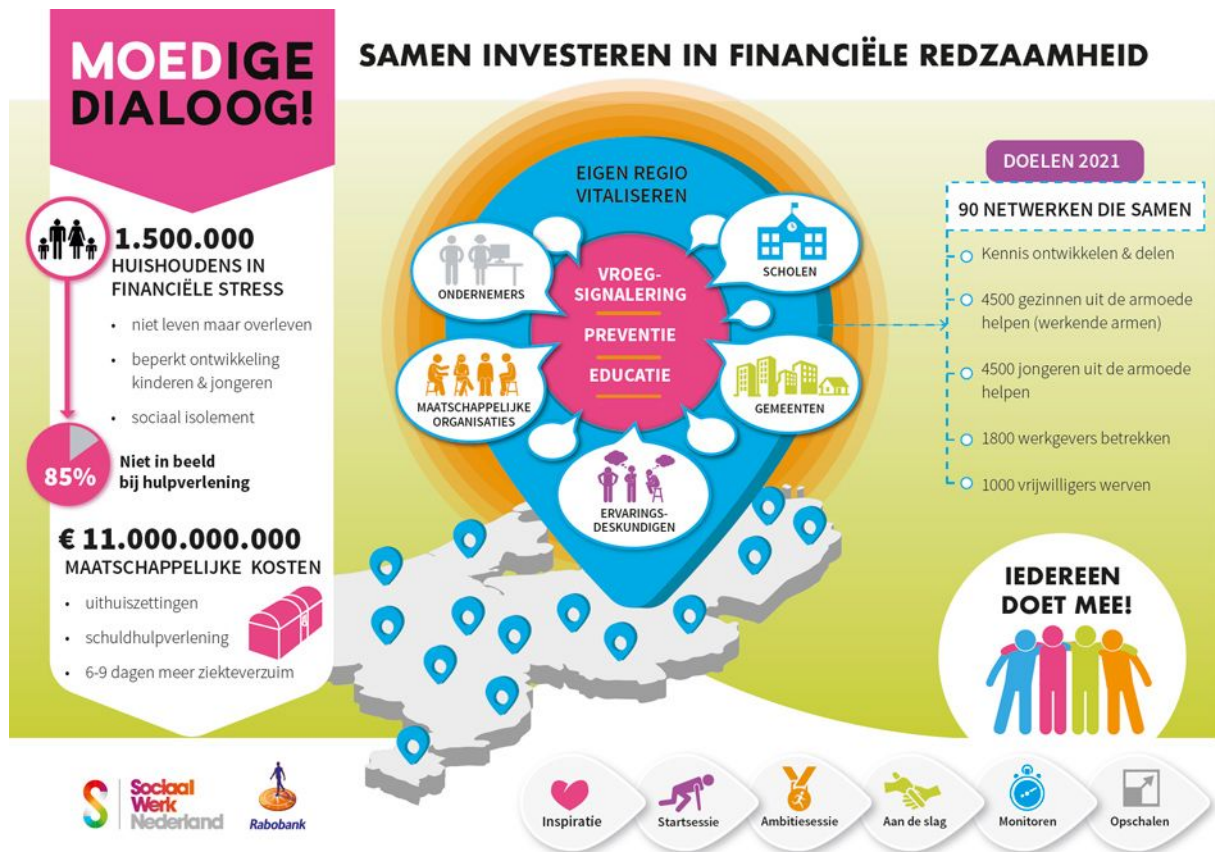 MOEDIGE
DIALOOG!
SAMEN INVESTEREN IN FINANCIËLE REDZAAMHEID
1.500.000
HUISHOUDENS IN
FINANCIËLE STRESS
• niet leven maar overleven
• beperkt ontwikkeling
kinderen & jongeren
• sociaal isolement
85%
Niet in beeld
bij hulpverlening
€ 11.000.000.000
MAATSCHAPPELIJKE KOSTEN
• uithuiszettingen
• schuldhulpverlening
• 6-9 dagen meer ziekteverzuim
EIGEN REGIO
VITALISEREN
ONDERNEMERS
SCHOLEN
VROEG-
SIGNALERING
PREVENTIE
EDUCATIE
MAATSCHAPPELIJKE
ORGANISATIES
GEMEENTEN
ERVARINGS-
DESKUNDIGEN
DOELEN 2021
90 NETWERKEN DIE SAMEN
Kennis ontwikkelen & delen
4500 gezinnen uit de armoede
helpen (werkende armen)
4500 jongeren uit de armoede
helpen
1800 werkgevers betrekken
1000 vrijwilligers werven
IEDEREEN
DOET MEE!
Sociaal
Werk
Nederland
Rabobank
Inspiratie
Startsessie
Ambitiesessie
Aan de slag
Monitoren
Opschalen